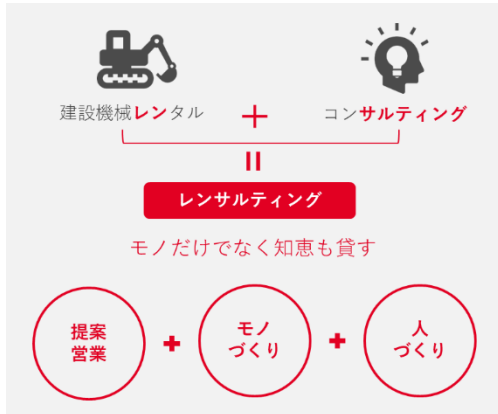 建設機械レンタル + コンサルティング
=
レンサルティング
モノだけでなく知恵も貸す
提案
営業
+
モノ
づくり
+
人
づくり